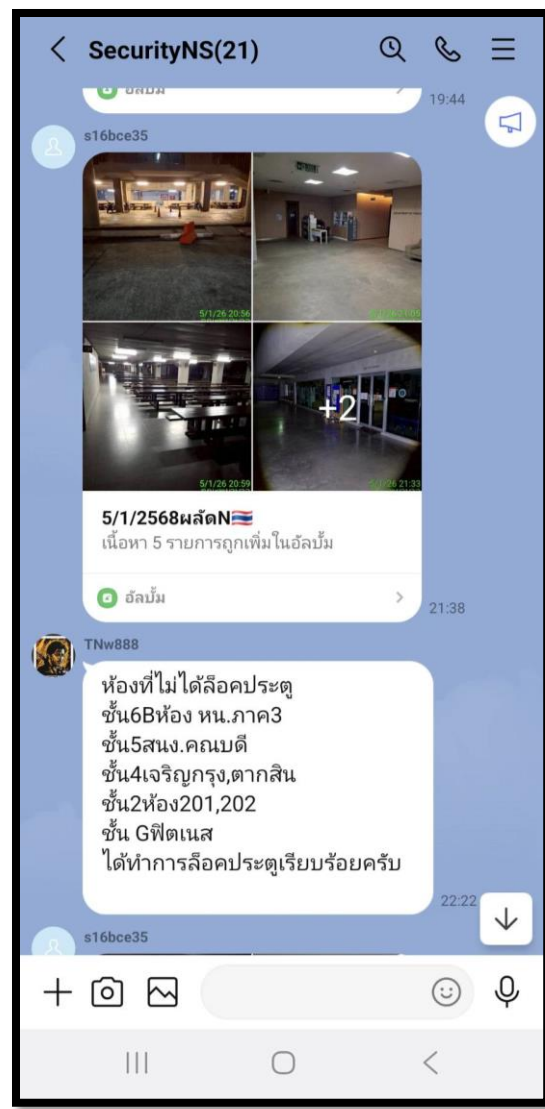 SecurityNS(21)
อัลบั้ม
19:44
s16bce35
5/1/26 20:56
5/1/26 21:05
5/1/26 20:59
5/1/26 21:33
+2
5/1/2568ผลัดN🇹🇭
เนื้อหา 5 รายการถูกเพิ่มในอัลบั้ม
อัลบั้ม
21:38
TNw888
ห้องที่ไม่ได้ล็อคประตู
ชั้น6Bห้อง หน.ภาค3
ชั้น5สนง.คณบดี
ชั้น4เจริญกรุง,ตากสิน
ชั้น2ห้อง201,202
ชั้น Gฟิตเนส
ได้ทำการล็อคประตูเรียบร้อยครับ
22:22
s16bce35